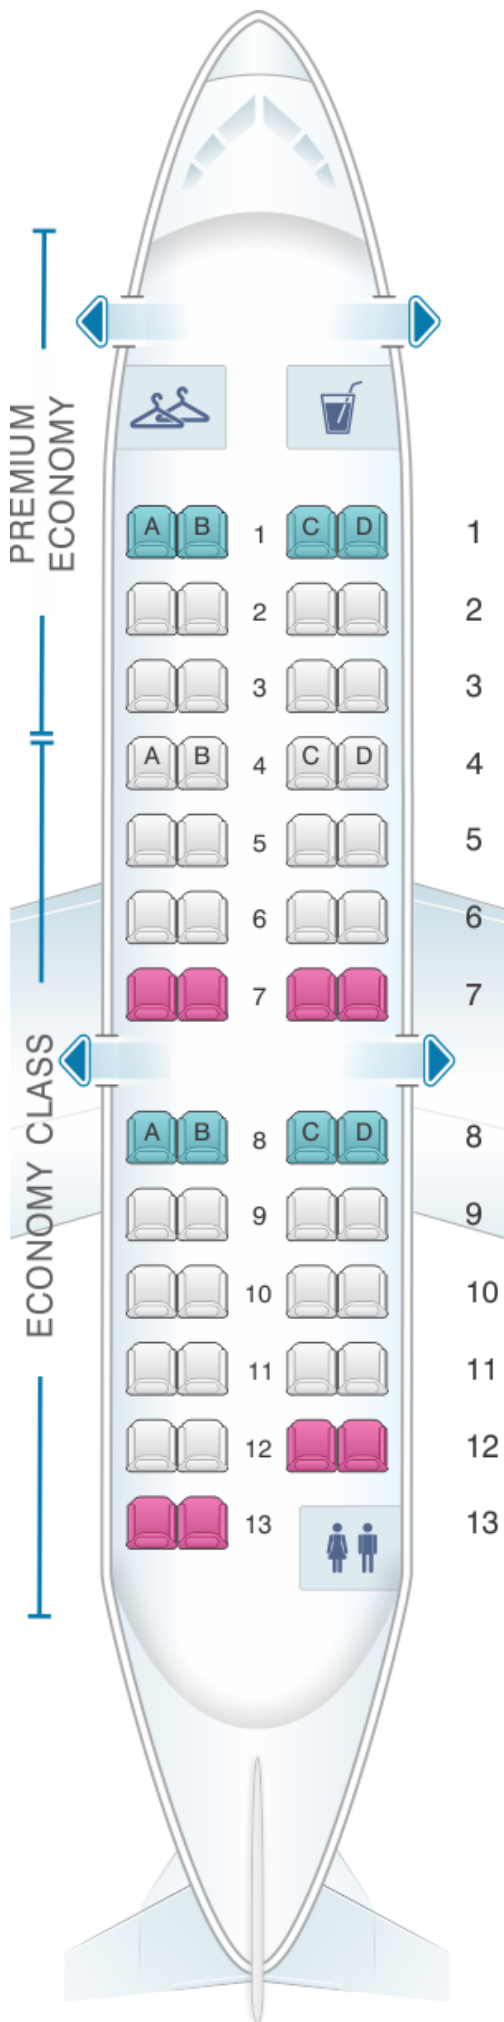 PREMIUM
ECONOMY
A B 1 C D 1
2 2
3 3
A B 4 C D 4
5 5
6 6
7 7
ECONOMY CLASS
A B 8 C D 8
9 9
10 10
11 11
12 12
13 13